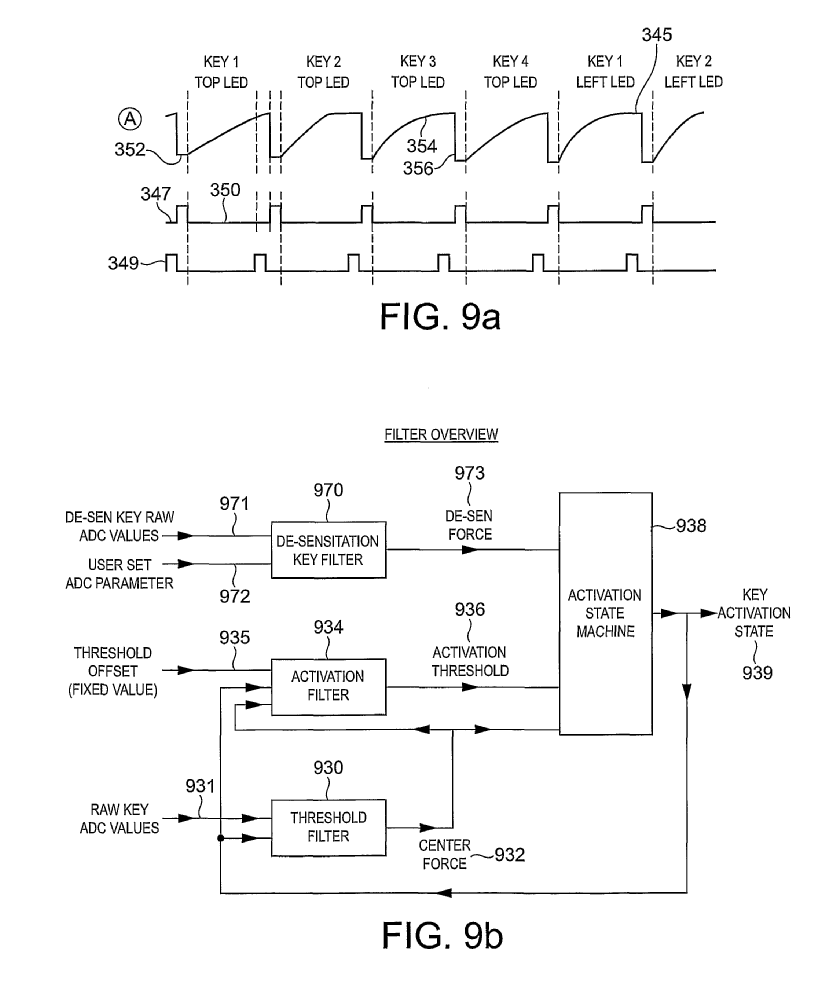 345
KEY 1 KEY 2 KEY 3 KEY 4 KEY 1 KEY 2
TOP LED TOP LED TOP LED TOP LED LEFT LED LEFT LED
A
352
354
356
347
350
349
FIG. 9a
FILTER OVERVIEW
973
970
971
DE-SEN KEY RAW
ADC VALUES
DE-SENSITATION
KEY FILTER
DE-SEN
FORCE
938
USER SET
ADC PARAMETER
972
ACTIVATION
STATE
MACHINE
KEY
ACTIVATION
STATE
939
935
934
936
THRESHOLD
OFFSET
(FIXED VALUE)
ACTIVATION
FILTER
ACTIVATION
THRESHOLD
931
930
RAW KEY
ADC VALUES
THRESHOLD
FILTER
CENTER
FORCE
932
FIG. 9b